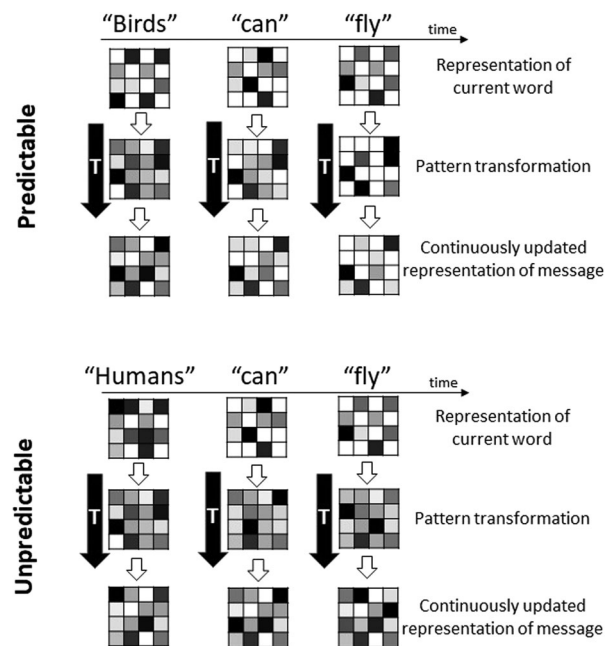 “Birds” “can” “fly” time
Representation of
current word
Predictable
T T T Pattern transformation
Continuously updated
representation of message
“Humans” “can” “fly” time
Representation of
current word
Unpredictable
T T T Pattern transformation
Continuously updated
representation of message